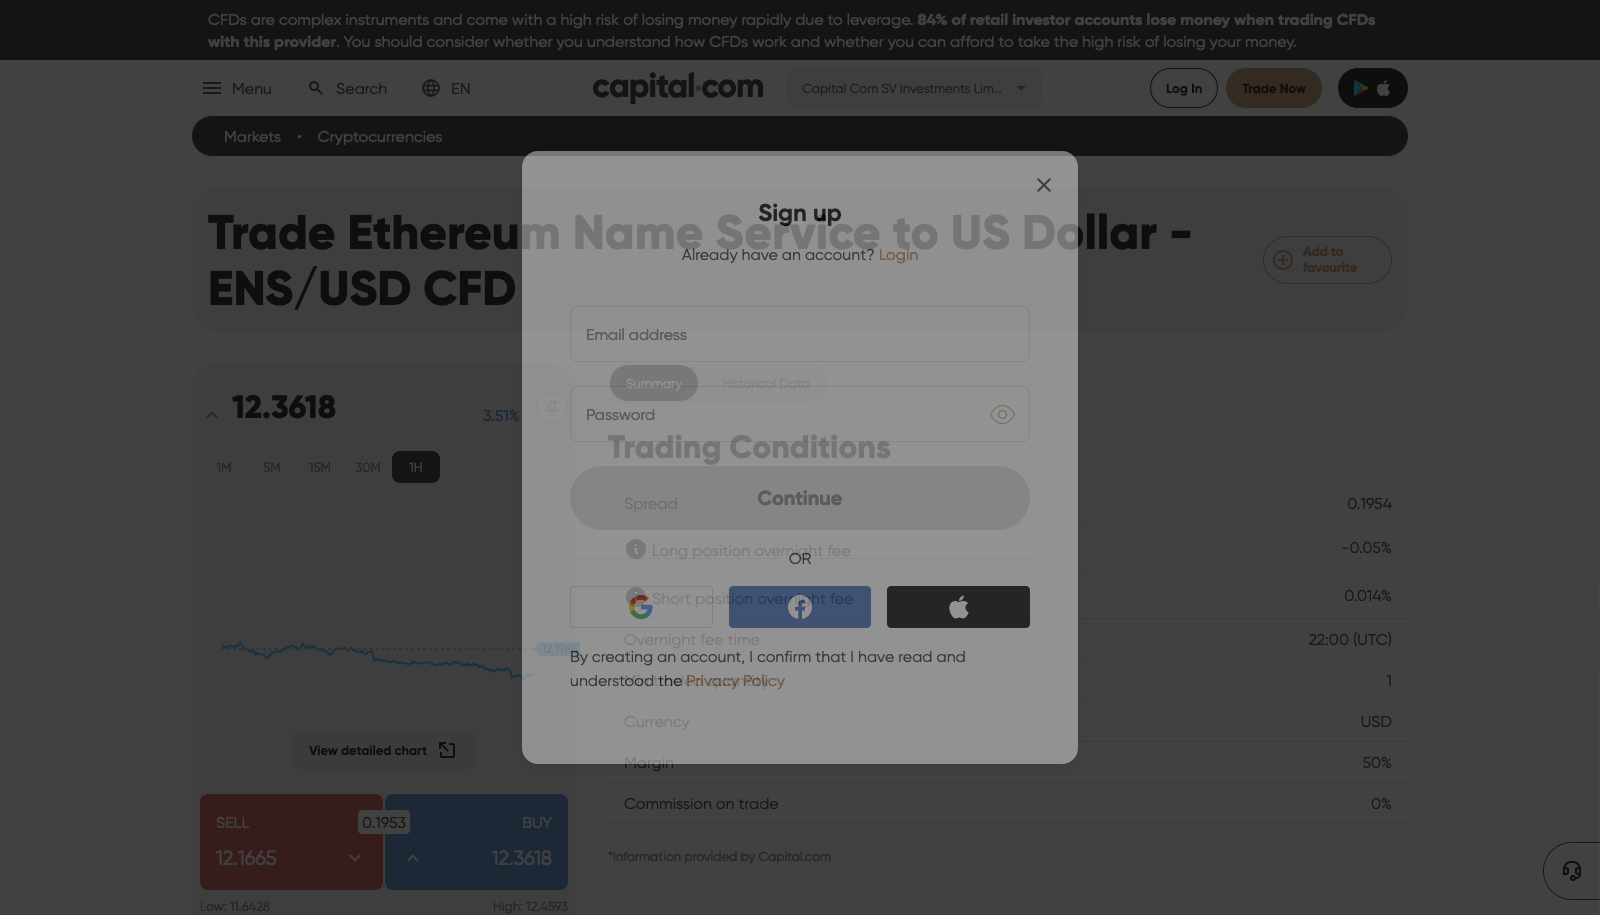 CFDs are complex instruments and come with a high risk of losing money rapidly due to leverage. 84% of retail investor accounts lose money when trading CFDs
with this provider. You should consider whether you understand how CFDs work and whether you can afford to take the high risk of losing your money.
Menu
Search
EN
capital.com
Capital Com SV Investments Lim...
Log In
Trade Now
Markets • Cryptocurrencies
Trade Ethereum Name Service to US Dollar -
ENS/USD CFD
Add to
favourite
Sign up
Already have an account? Login
Email address
Password
Continue
OR
By creating an account, I confirm that I have read and
understood the Privacy Policy
12.3618
3.51%
1M 5M 15M 30M 1H
View detailed chart
SELL
0.1953
BUY
12.1665
12.3618
Low: 11.6428
High: 12.4593
Summary
Historical Data
Trading Conditions
Spread 0.1954
Long position overnight fee -0.05%
Short position overnight fee 0.014%
Overnight fee time 22:00 (UTC)
1
Currency USD
Margin 50%
Commission on trade 0%
*Information provided by Capital.com